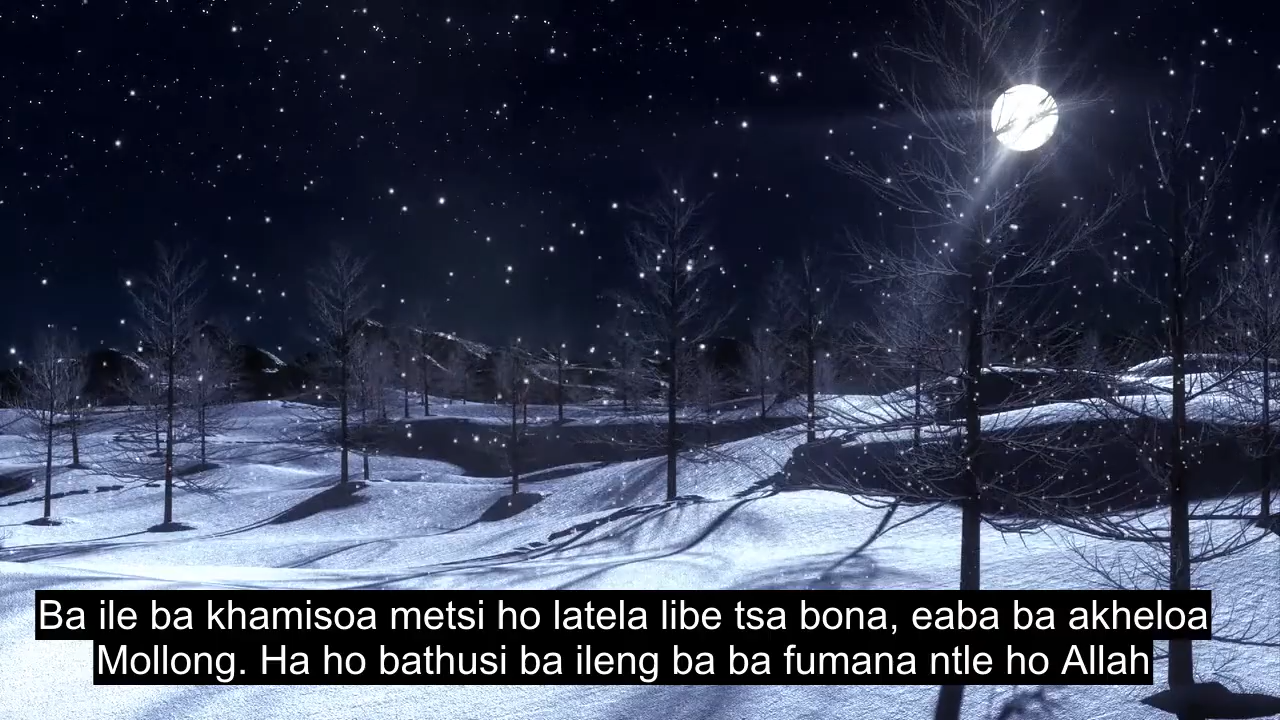 Ba ile ba khamisoa metsi ho latela libe tsa bona, eaba ba akheloa
Mollong. Ha ho bathusi ba ileng ba ba fumana ntle ho Allah